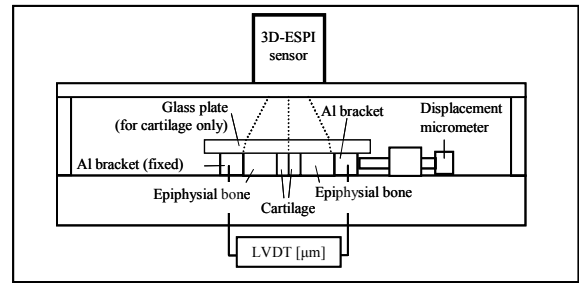 3D-ESPI
sensor
Glass plate
(for cartilage only)
Al bracket
Displacement
micrometer
Al bracket (fixed)
Epiphysial bone
Cartilage
Epiphysial bone
LVDT [μm]